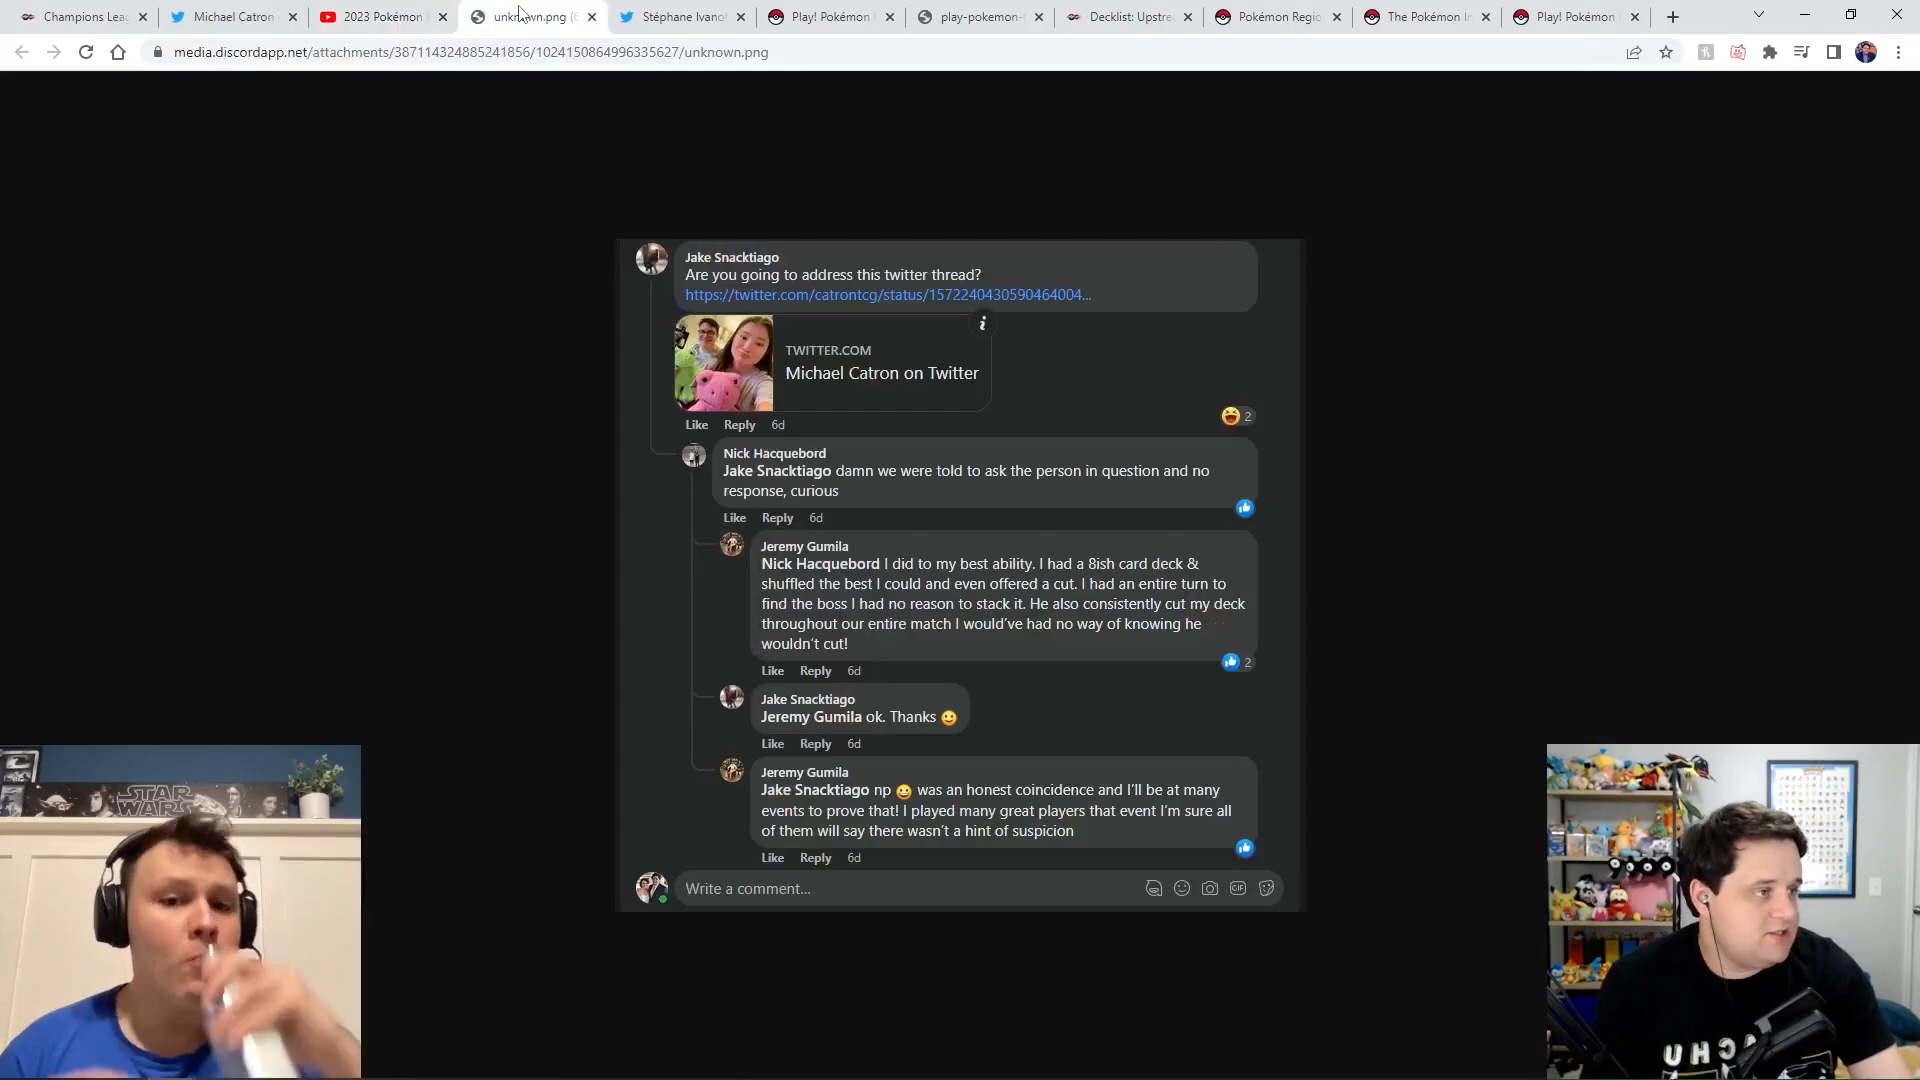 Champions Leag
Michael Catron
2023 Pokémon
unknown.png (6
Stéphane Ivanof
Play! Pokémon
play-pokemon-
Decklist: Upstre
Pokémon Regio
The Pokémon In
Play! Pokémon
media.discordapp.net/attachments/387114324885241856/1024150864996335627/unknown.png
Jake Snacktiago
Are you going to address this twitter thread?
https://twitter.com/catrontcg/status/1572240430590464004...
TWITTER.COM
Michael Catron on Twitter
2
Like Reply 6d
Nick Hacquebord
Jake Snacktiago damn we were told to ask the person in question and no
response, curious
Like Reply 6d
Jeremy Gumila
Nick Hacquebord I did to my best ability. I had a 8ish card deck &
shuffled the best I could and even offered a cut. I had an entire turn to
find the boss I had no reason to stack it. He also consistently cut my deck
throughout our entire match I would've had no way of knowing he
wouldn't cut!
2
Like Reply 6d
Jake Snacktiago
Jeremy Gumila ok. Thanks 😀
Like Reply 6d
Jeremy Gumila
Jake Snacktiago np 😀 was an honest coincidence and I'll be at many
events to prove that! I played many great players that event I'm sure all
of them will say there wasn't a hint of suspicion
Like Reply 6d
Write a comment...
GIF
STAR
WARS